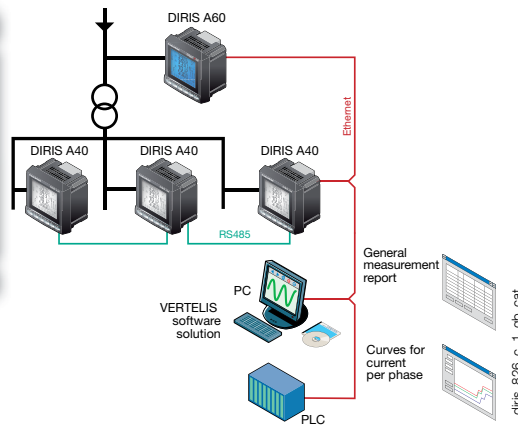 DIRIS A60
Ethernet
DIRIS A40
DIRIS A40
DIRIS A40
RS485
General
measurement
report
PC
VERTELIS
software
solution
Curves for
current
per phase
PLC
diris_826_c_1_gb_cat